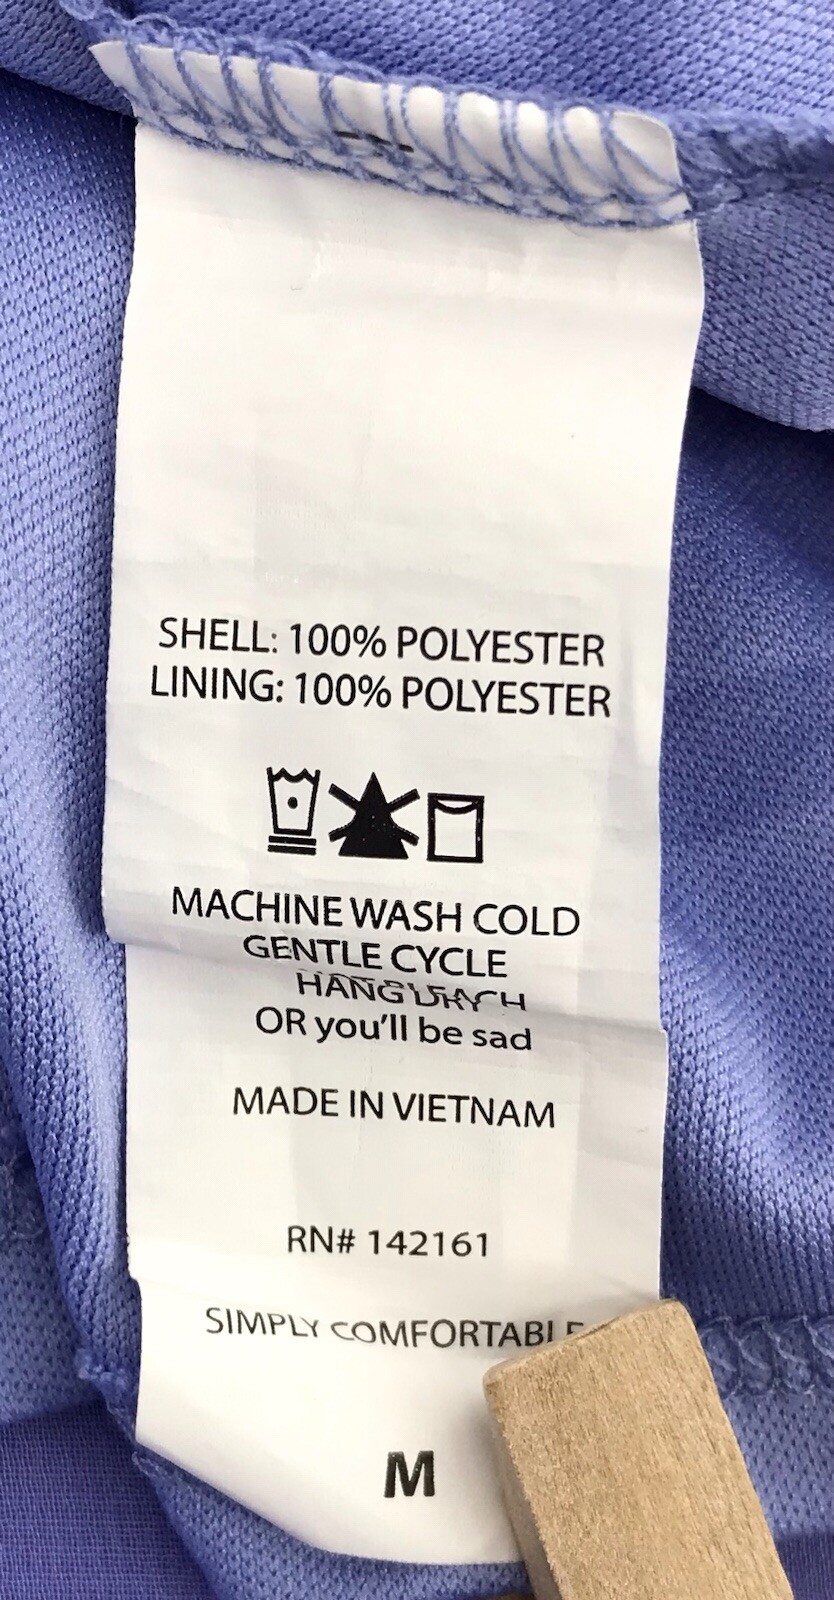 SHELL: 100% POLYESTER
LINING: 100% POLYESTER
MACHINE WASH COLD
GENTLE CYCLE
HANG
OR you'll be sad
MADE IN VIETNAM
RN# 142161
SIMPLY COMFORTABLE
M